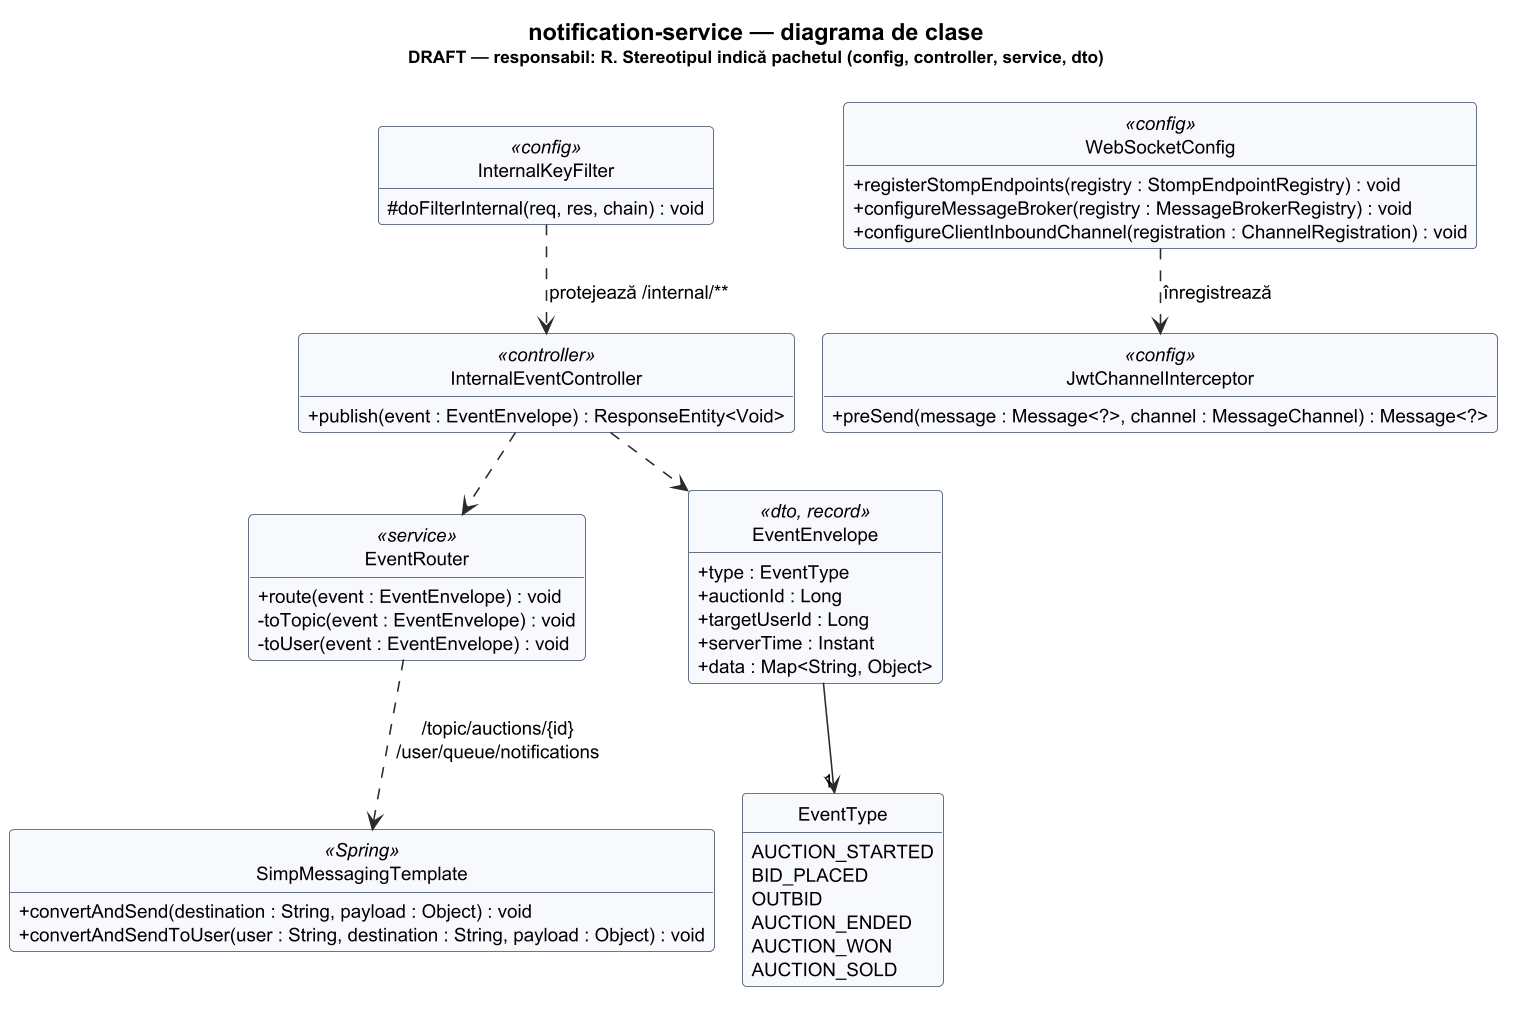 notification-service — diagrama de clase
DRAFT — responsabil: R. Stereotipul indică pachetul (config, controller, service, dto)
«config»
InternalKeyFilter
#doFilterInternal(req, res, chain) : void
«config»
WebSocketConfig
+registerStompEndpoints(registry : StompEndpointRegistry) : void
+configureMessageBroker(registry : MessageBrokerRegistry) : void
+configureClientInboundChannel(registration : ChannelRegistration) : void
protejează /internal/**
înregistrează
«controller»
InternalEventController
+publish(event : EventEnvelope) : ResponseEntity<Void>
«config»
JwtChannelInterceptor
+preSend(message : Message<?>, channel : MessageChannel) : Message<?>
«service»
EventRouter
+route(event : EventEnvelope) : void
-toTopic(event : EventEnvelope) : void
-toUser(event : EventEnvelope) : void
«dto, record»
EventEnvelope
+type : EventType
+auctionId : Long
+targetUserId : Long
+serverTime : Instant
+data : Map<String, Object>
/topic/auctions/{id}
/user/queue/notifications
1
«Spring»
SimpMessagingTemplate
+convertAndSend(destination : String, payload : Object) : void
+convertAndSendToUser(user : String, destination : String, payload : Object) : void
EventType
AUCTION_STARTED
BID_PLACED
OUTBID
AUCTION_ENDED
AUCTION_WON
AUCTION_SOLD